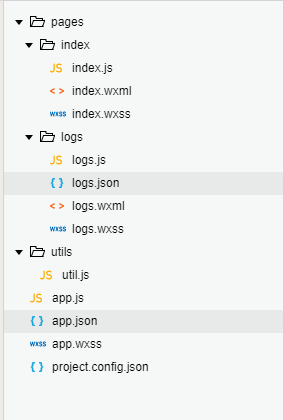 pages
index
JS index.js
< > index.wxml
wxss index.wxss
logs
JS logs.js
{ } logs.json
< > logs.wxml
wxss logs.wxss
utils
JS util.js
JS app.js
{ } app.json
wxss app.wxss
{ } project.config.json